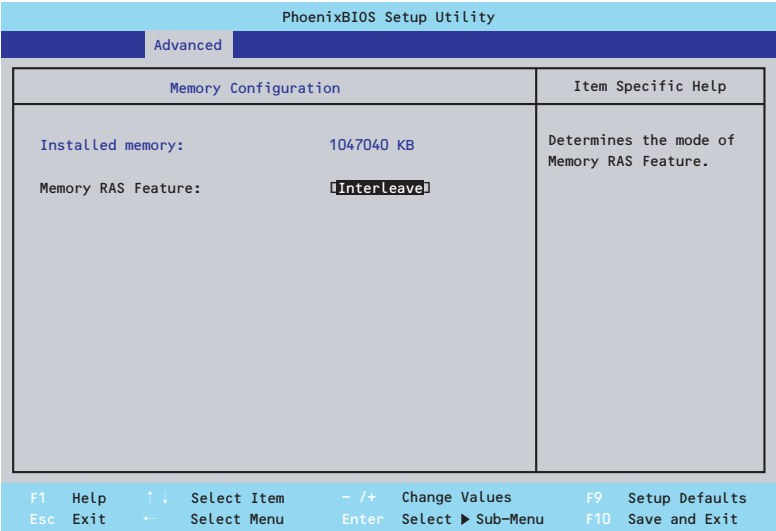 PhoenixBIOS Setup Utility
Advanced
Memory Configuration
Item Specific Help
Installed memory: 1047040 KB
Memory RAS Feature: [Interleave]
Determines the mode of
Memory RAS Feature.
F1 Help ↑ ↓ Select Item - /+ Change Values F9 Setup Defaults
Esc Exit ← Select Menu Enter Select ▶ Sub-Menu F10 Save and Exit